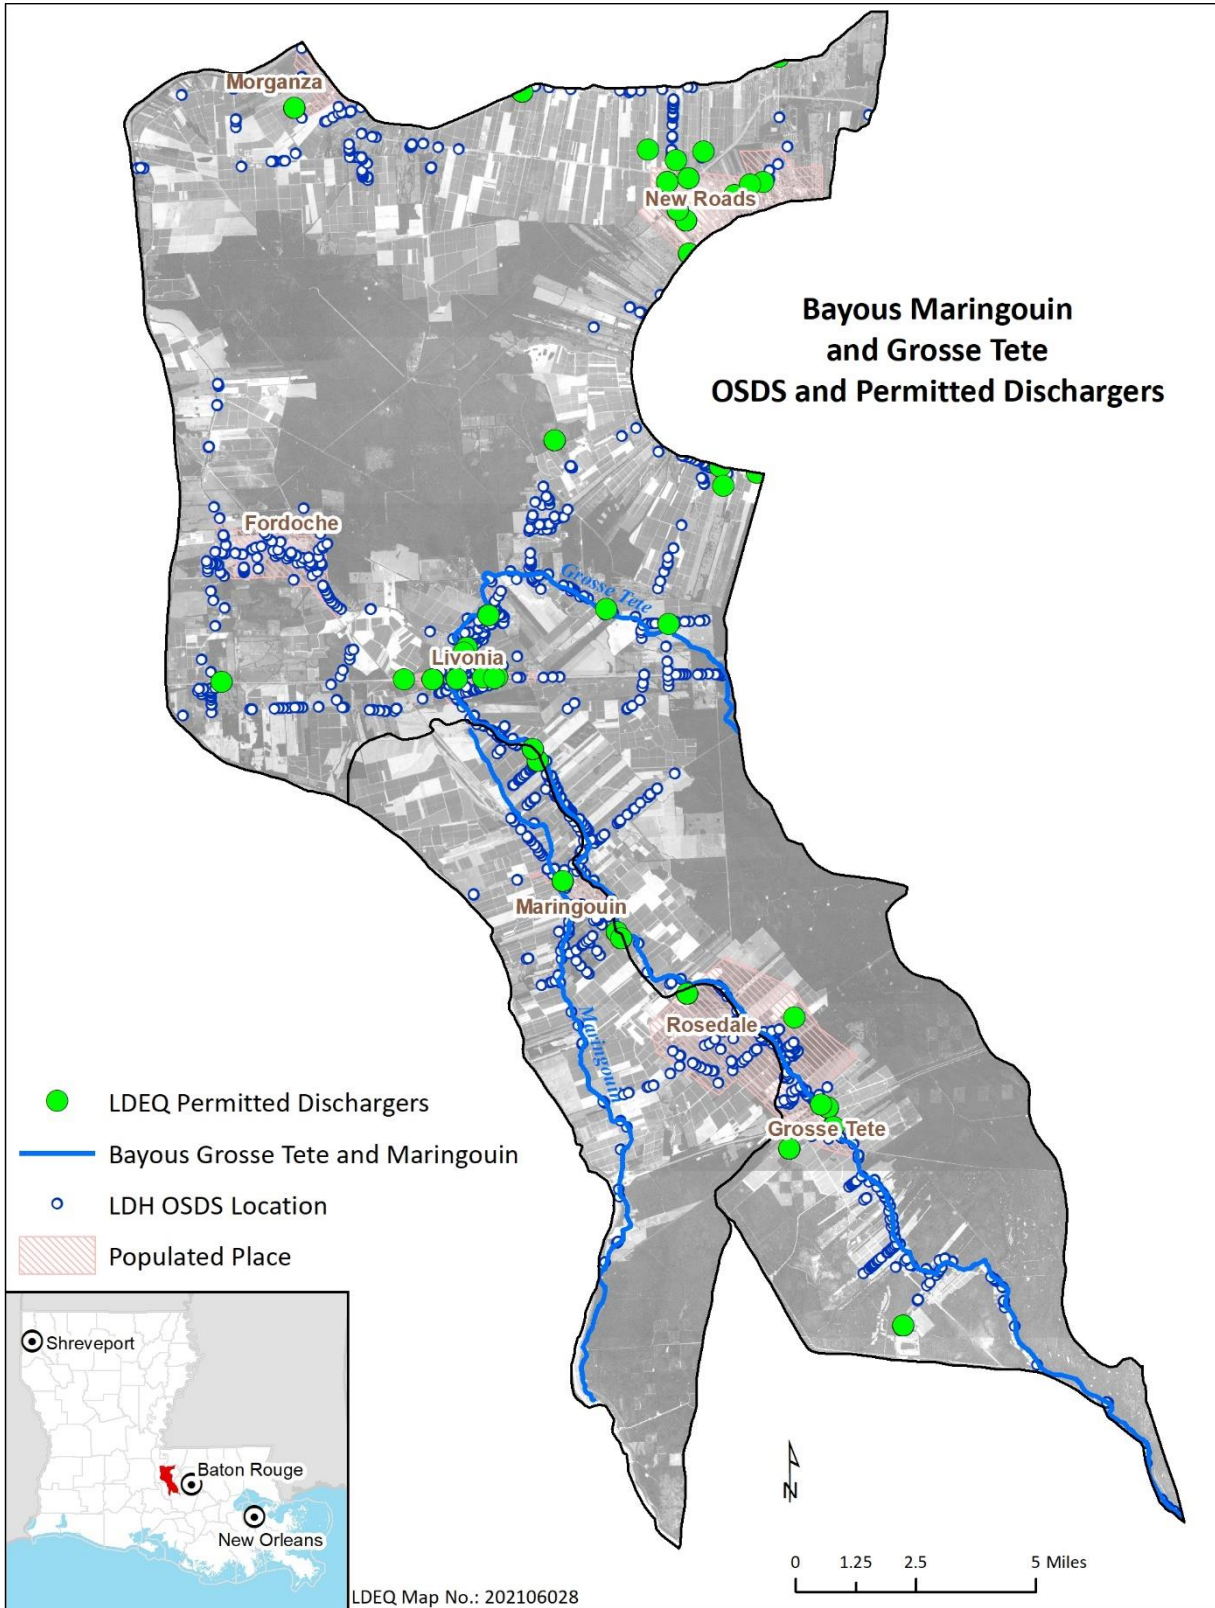 Morganza
New Roads
Bayous Maringouin
and Grosse Tete
OSDS and Permitted Dischargers
Fordoche
Grosse Tete
Livonia
Maringouin
Rosedale
Maringouin
Grosse Tete
LDEQ Permitted Dischargers
Bayous Grosse Tete and Maringouin
LDH OSDS Location
Populated Place
Shreveport
Baton Rouge
New Orleans
N
0 1.25 2.5 5 Miles
LDEQ Map No.: 202106028